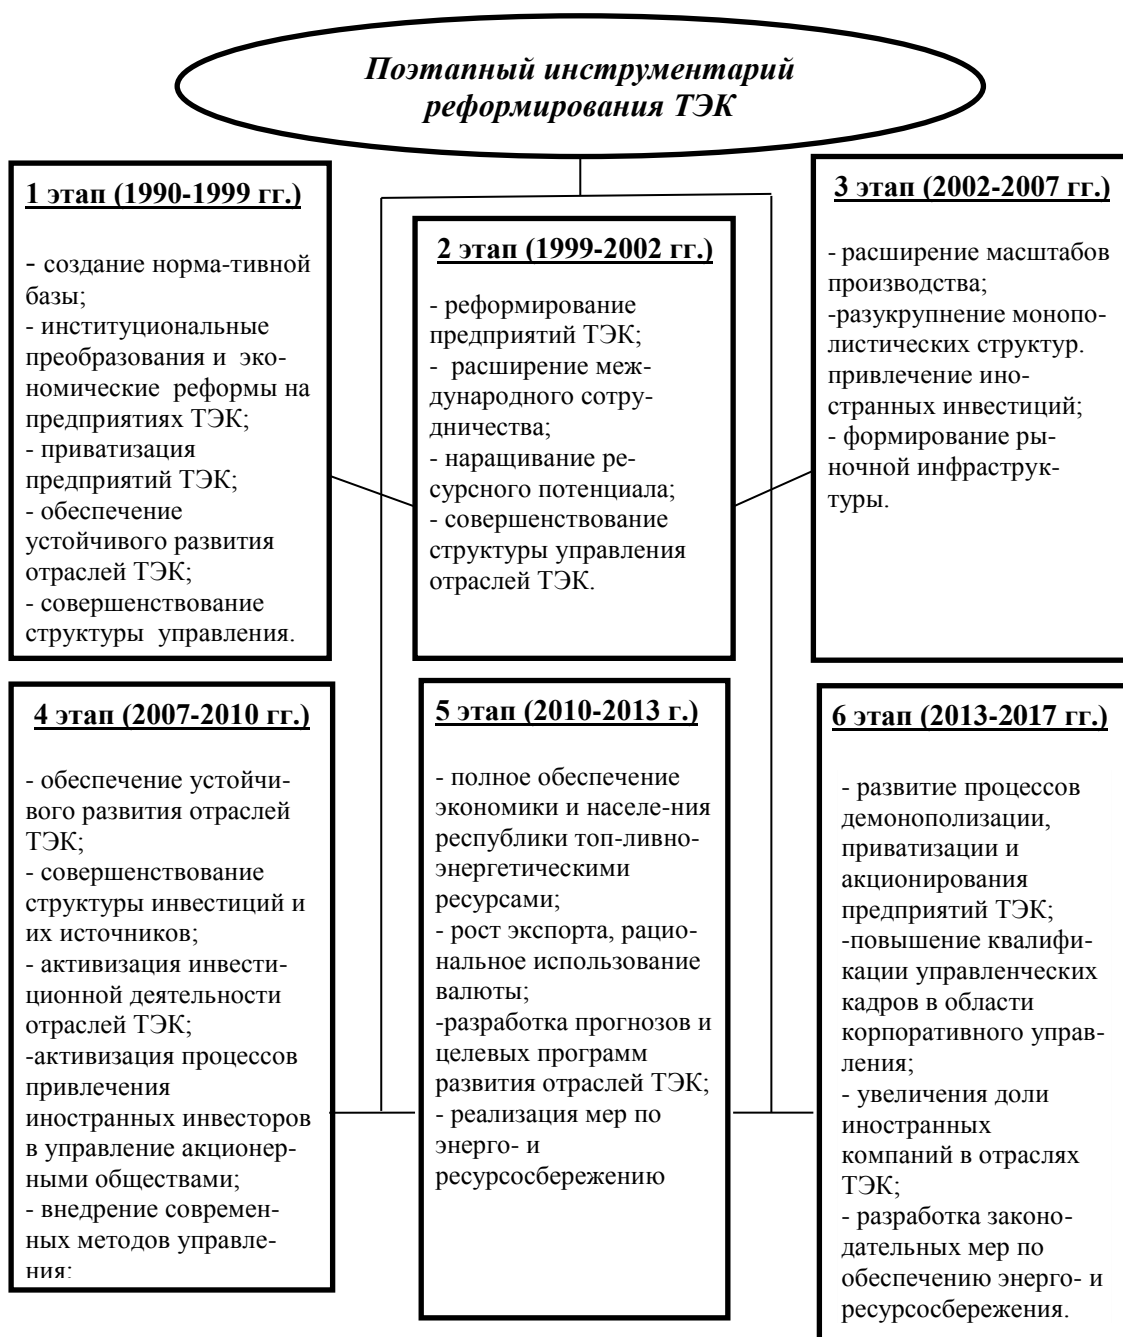 Поэтапный инструментарий
реформирования ТЭК
1 этап (1990-1999 гг.)
- создание норма-тивной
базы;
- институциональные
преобразования и эко-
номические реформы на
предприятиях ТЭК;
- приватизация
предприятий ТЭК;
- обеспечение
устойчивого развития
отраслей ТЭК;
- совершенствование
структуры управления.
2 этап (1999-2002 гг.)
- реформирование
предприятий ТЭК;
- расширение меж-
дународного сотру-
дничества;
- наращивание ре-
сурсного потенциала;
- совершенствование
структуры управления
отраслей ТЭК.
3 этап (2002-2007 гг.)
- расширение масштабов
производства;
-разукрупнение монопо-
листических структур.
привлечение ино-
странных инвестиций;
- формирование ры-
ночной инфраструк-
туры.
4 этап (2007-2010 гг.)
- обеспечение устойчи-
вого развития отраслей
ТЭК;
- совершенствование
структуры инвестиций и
их источников;
- активизация инвести-
ционной деятельности
отраслей ТЭК;
-активизация процессов
привлечения
иностранных инвесторов
в управление акционер-
ными обществами;
- внедрение современ-
ных методов управле-
ния;
5 этап (2010-2013 г.)
- полное обеспечение
экономики и населе-ния
республики топ-ливно-
энергетическими
ресурсами;
- рост экспорта, рацио-
нальное использование
валюты;
-разработка прогнозов и
целевых программ
развития отраслей ТЭК;
- реализация мер по
энерго- и
ресурсосбережению
6 этап (2013-2017 гг.)
- развитие процессов
демонополизации,
приватизации и
акционирования
предприятий ТЭК;
-повышение квалифи-
кации управленческих
кадров в области
корпоративного управ-
ления;
- увеличения доли
иностранных
компаний в отраслях
ТЭК;
- разработка законо-
дательных мер по
обеспечению энерго- и
ресурсосбережения.